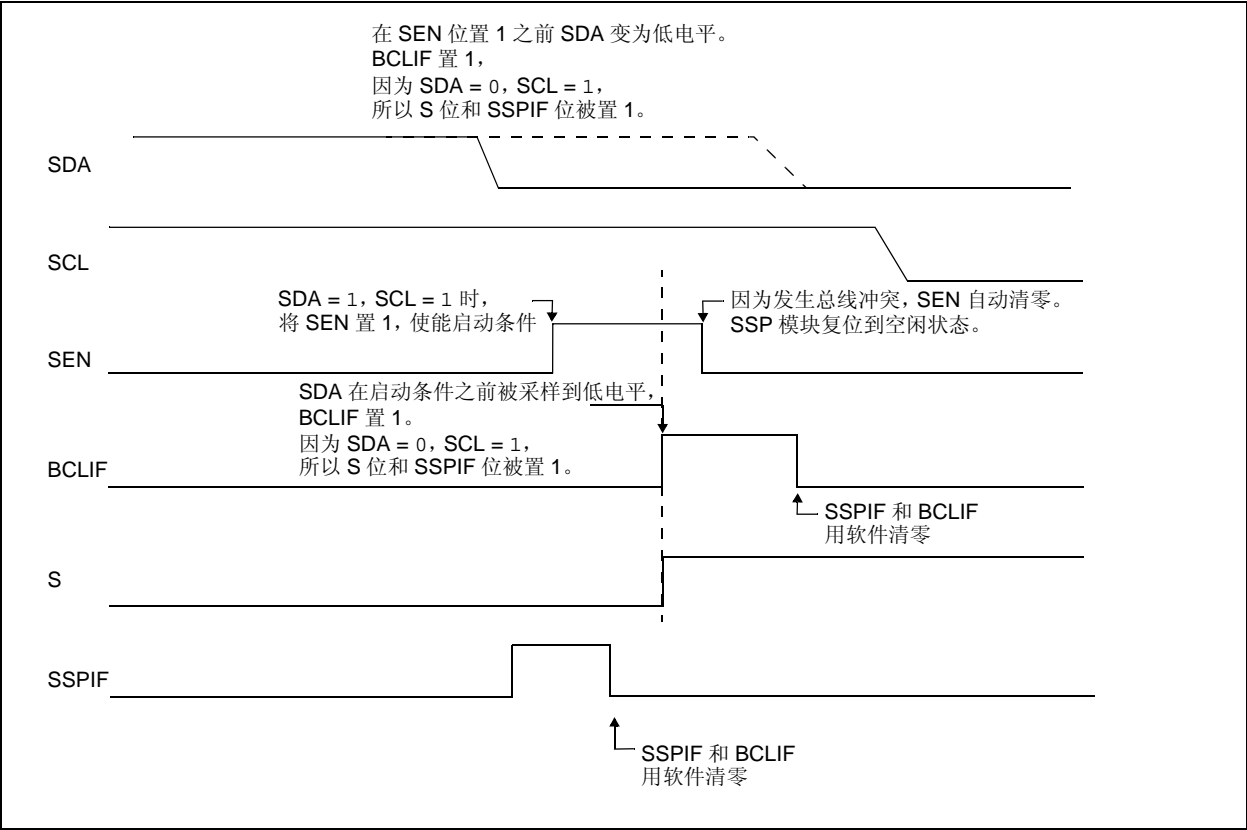 在 SEN 位置 1 之前 SDA 变为低电平。
BCLIF 置 1，
因为 SDA = 0，SCL = 1，
所以 S 位和 SSPIF 位被置 1。
SDA
SCL
SDA = 1，SCL = 1 时，
将 SEN 置 1，使能启动条件
因为发生总线冲突，SEN 自动清零。
SSP 模块复位到空闲状态。
SEN
SDA 在启动条件之前被采样到低电平，
BCLIF 置 1。
因为 SDA = 0，SCL = 1，
所以 S 位和 SSPIF 位被置 1。
BCLIF
SSPIF 和 BCLIF
用软件清零
S
SSPIF
SSPIF 和 BCLIF
用软件清零